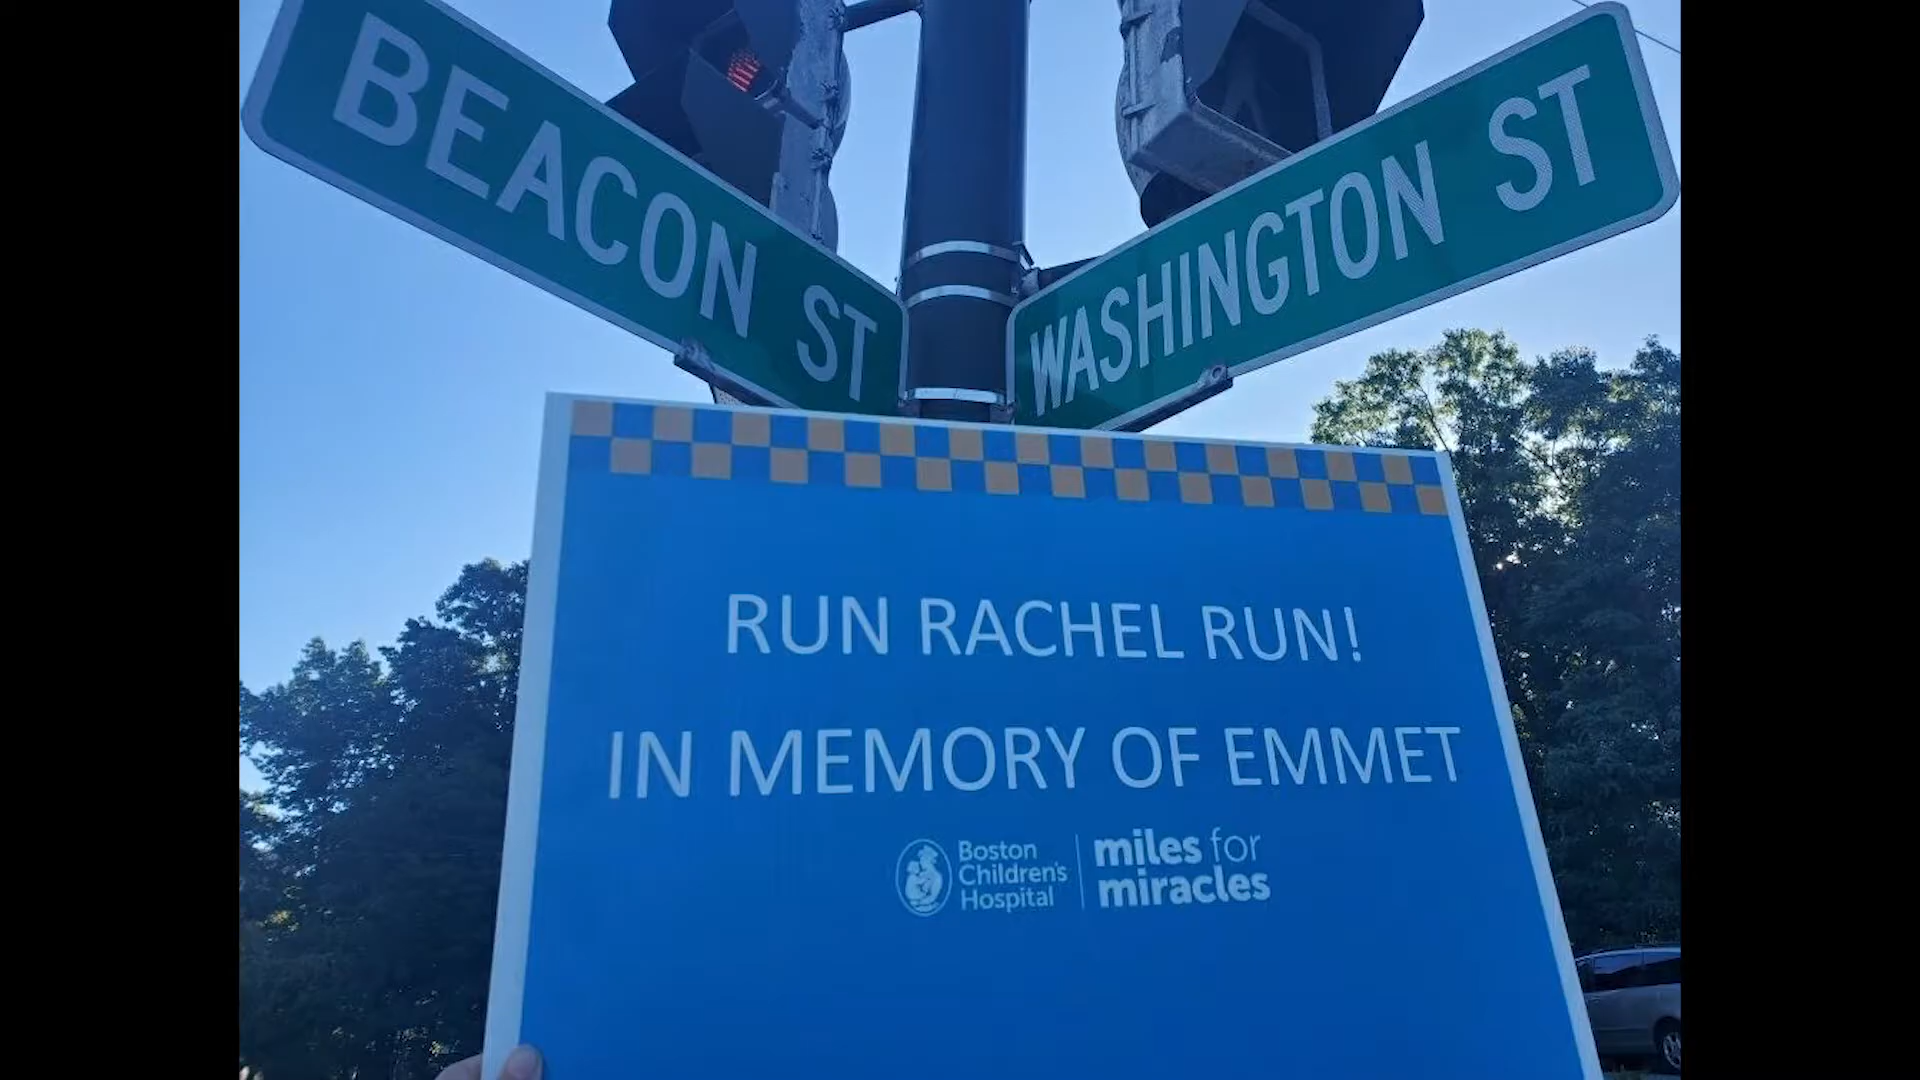 BEACON ST
WASHINGTON ST
RUN RACHEL RUN!
IN MEMORY OF EMMET
Boston
Children's
Hospital
miles for
miracles